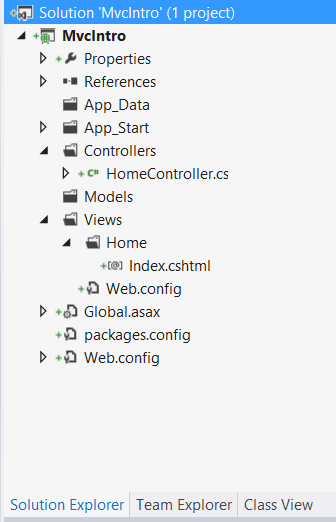 Solution 'MvcIntro' (1 project)
MvcIntro
Properties
References
App_Data
App_Start
Controllers
C# HomeController.cs
Models
Views
Home
[@] Index.cshtml
Web.config
Global.asax
packages.config
Web.config
Solution Explorer Team Explorer Class View